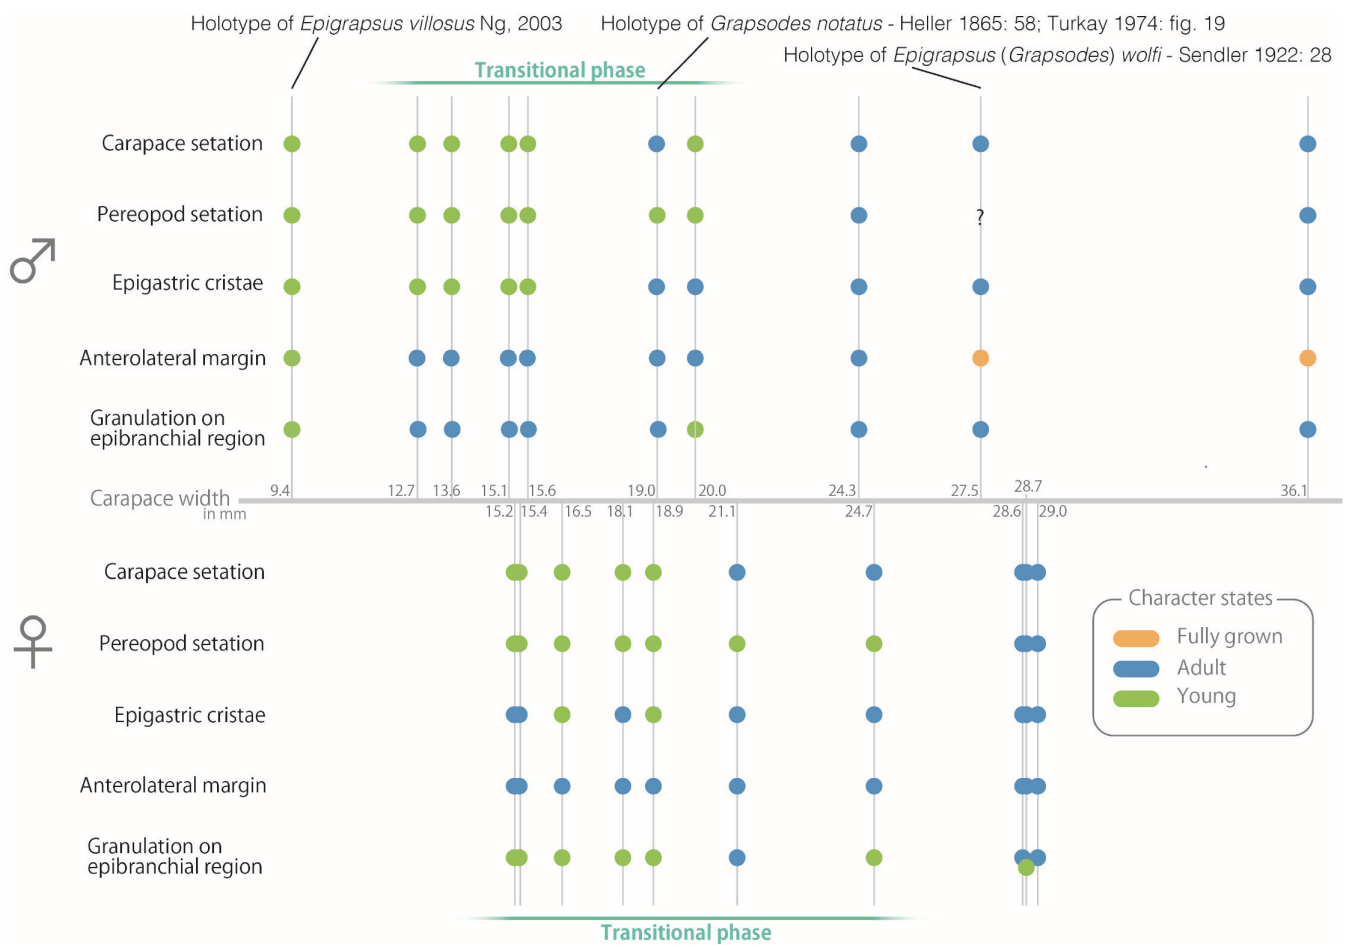 Holotype of Epigrapsus villosus Ng, 2003
Holotype of Grapsodes notatus - Heller 1865: 58; Turkay 1974: fig. 19
Holotype of Epigrapsus (Grapsodes) wolfi - Sendler 1922: 28
Transitional phase
Carapace setation
Pereopod setation
?
♂
Epigastric cristae
Anterolateral margin
Granulation on
epibranchial region
9.4 12.7 13.6 15.1 15.6 19.0 20.0 24.3 27.5 28.7 36.1
Carapace width
in mm
15.2 15.4 16.5 18.1 18.9 21.1 24.7 28.6 29.0
Carapace setation
Pereopod setation
♀
Epigastric cristae
Anterolateral margin
Granulation on
epibranchial region
Character states
Fully grown
Adult
Young
Transitional phase